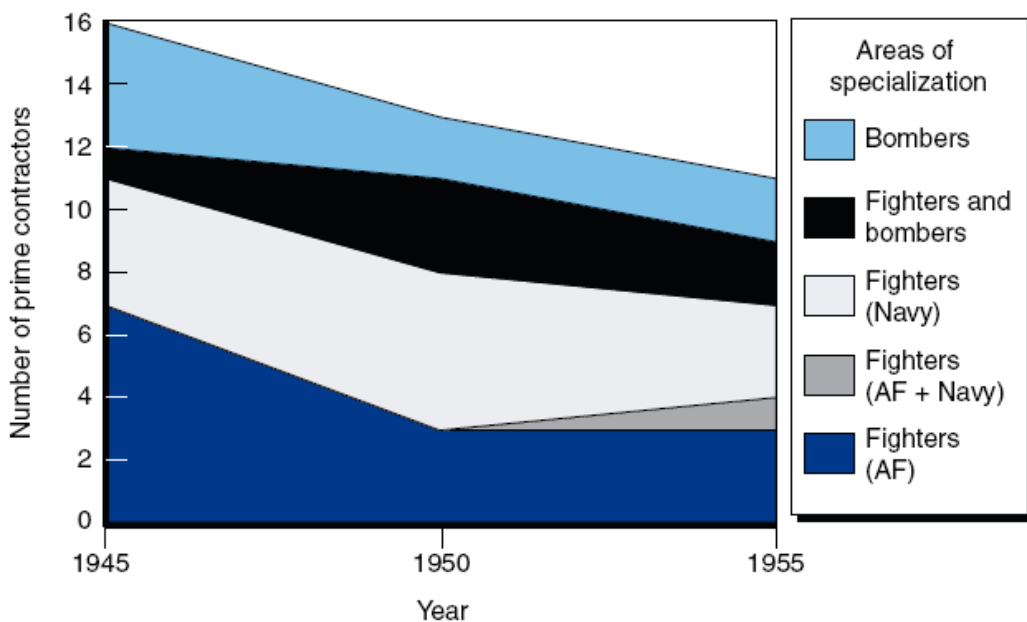 Number of prime contractors
16
14
12
10
8
6
4
2
0
1945
1950
1955
Year
Areas of
specialization
Bombers
Fighters and
bombers
Fighters
(Navy)
Fighters
(AF + Navy)
Fighters
(AF)